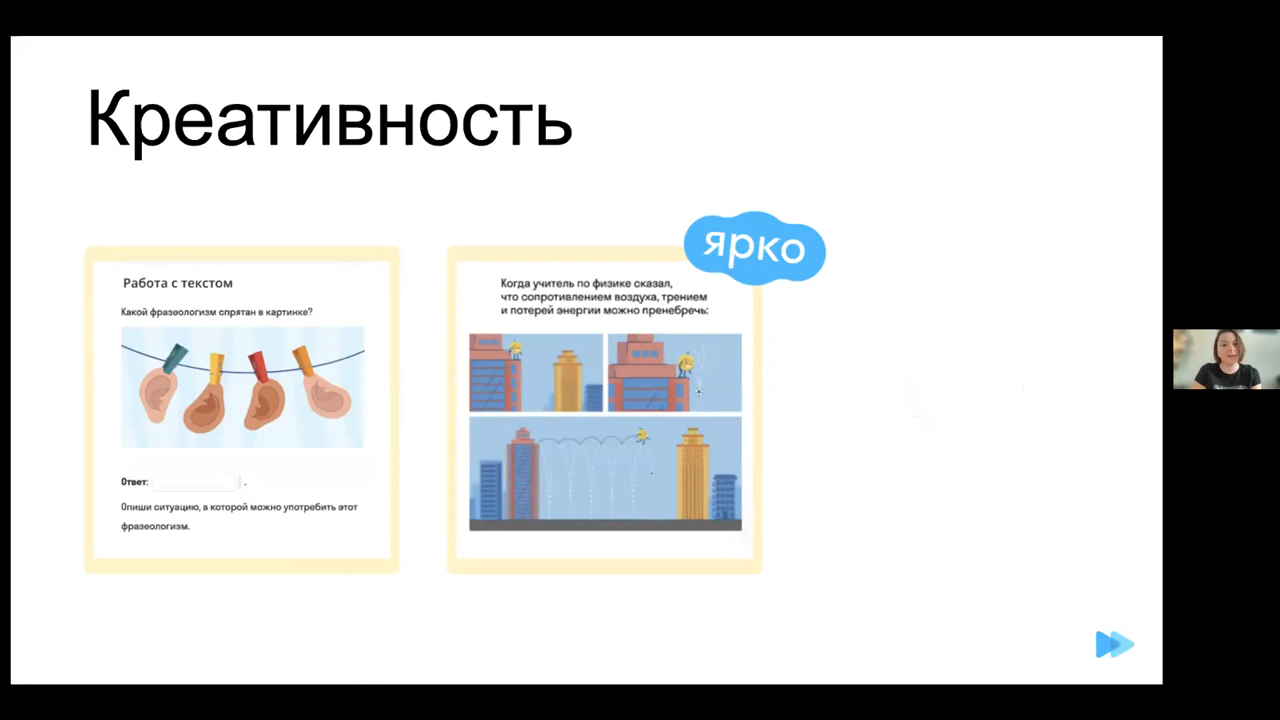 Креативность
ярко
Работа с текстом
Какой фразеологизм спрятан в картинке?
Ответ:
.
Опиши ситуацию, в которой можно употребить этот
фразеологизм.
Когда учитель по физике сказал,
что сопротивлением воздуха, трением
и потерей энергии можно пренебречь: